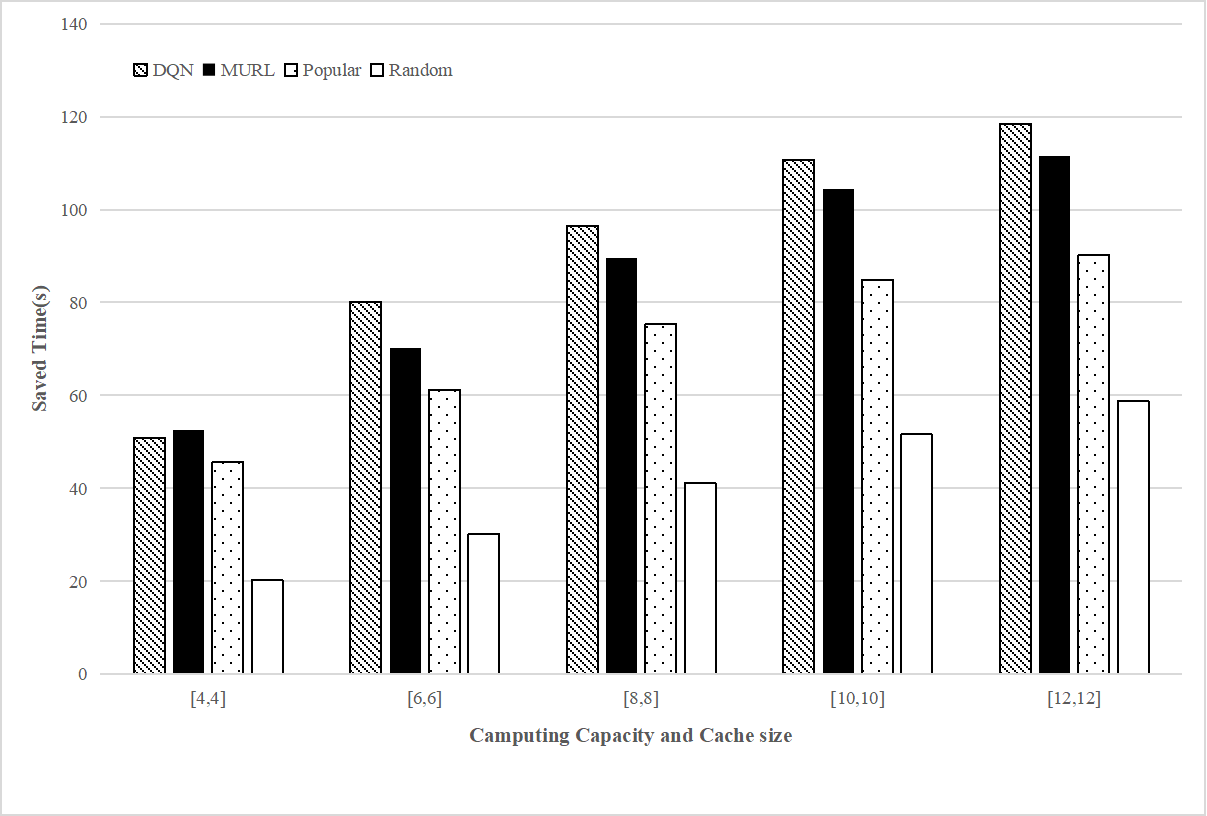 140
DQN MURL Popular Random
120
100
80
60
40
20
0
Saved Time(s)
[4,4] [6,6] [8,8] [10,10] [12,12]
Camputing Capacity and Cache size